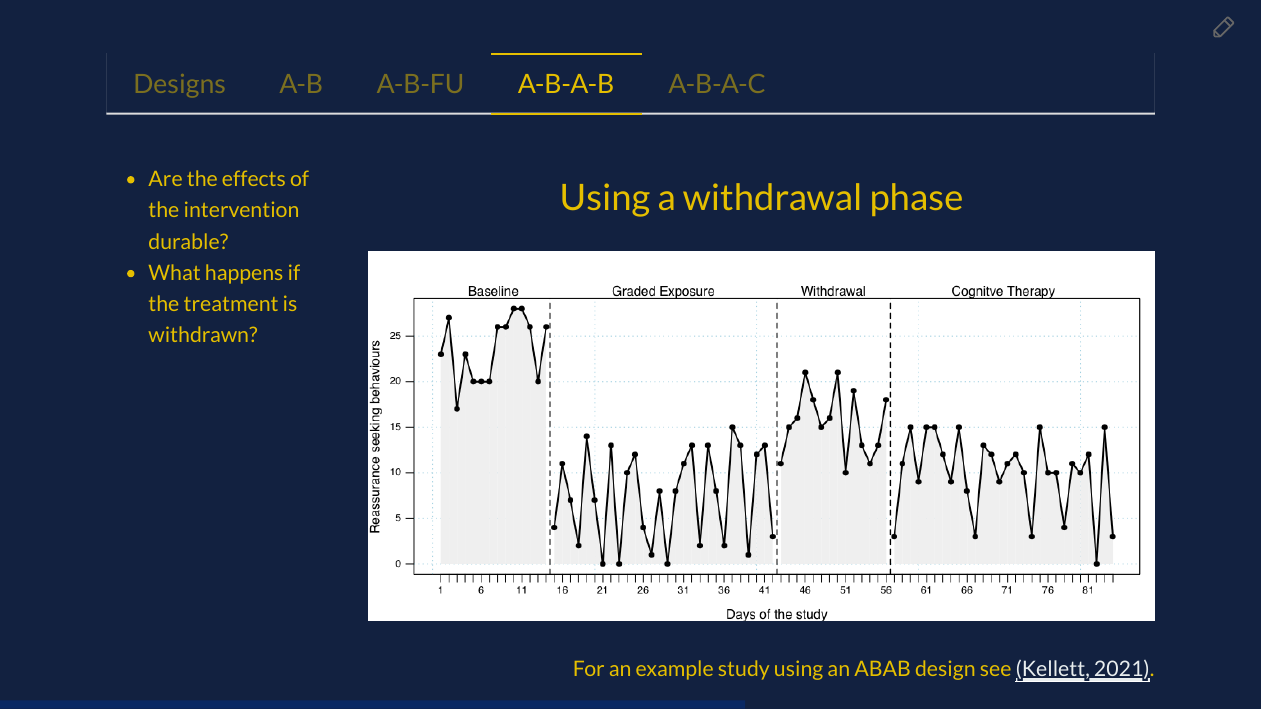 Designs A-B A-B-FU A-B-A-B A-B-A-C
• Are the effects of
the intervention
durable?
• What happens if
the treatment is
withdrawn?
Using a withdrawal phase
Baseline Graded Exposure Withdrawal Cognitve Therapy
Reassurance seeking behaviours
25
20
15
10
5
0
1 6 11 16 21 26 31 36 41 46 51 56 61 66 71 76 81
Days of the study
For an example study using an ABAB design see (Kellett, 2021).